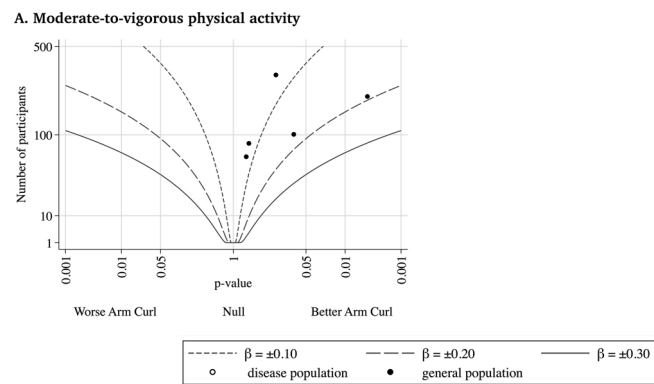 A. Moderate-to-vigorous physical activity
500
100
10
1
Number of participants
0.001
0.01
0.05
1
0.05
0.01
0.001
p-value
Worse Arm Curl Null Better Arm Curl
β = ±0.10 β = ±0.20 β = ±0.30
disease population general population